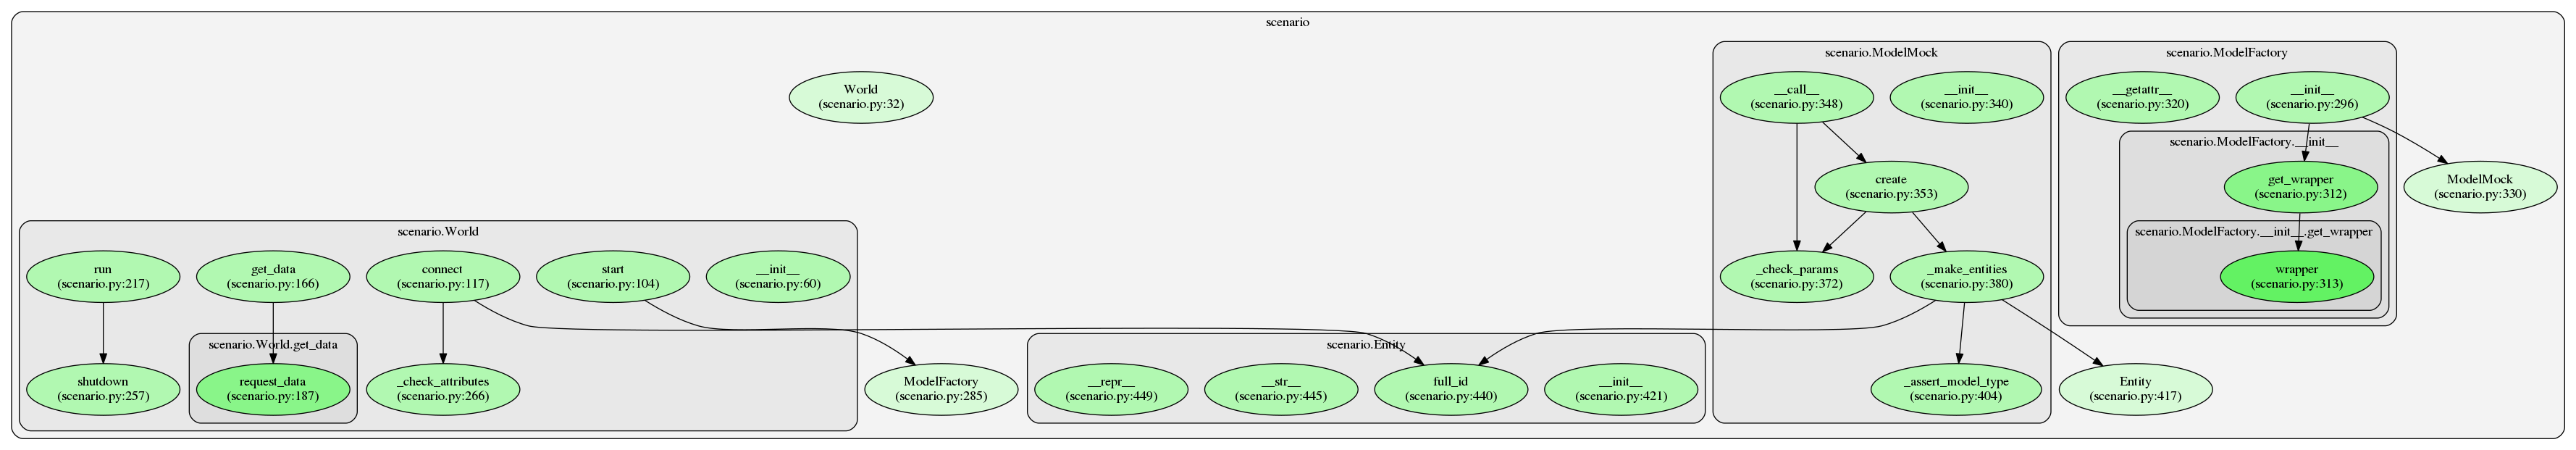 scenario
scenario.ModelMock
scenario.ModelFactory
World
(scenario.py:32)
__call__
(scenario.py:348)
__init__
(scenario.py:340)
__getattr__
(scenario.py:320)
__init__
(scenario.py:296)
scenario.ModelFactory.__init__
create
(scenario.py:353)
get_wrapper
(scenario.py:312)
ModelMock
(scenario.py:330)
scenario.World
scenario.ModelFactory.__init__.get_wrapper
run
(scenario.py:217)
get_data
(scenario.py:166)
connect
(scenario.py:117)
start
(scenario.py:104)
__init__
(scenario.py:60)
_check_params
(scenario.py:372)
_make_entities
(scenario.py:380)
wrapper
(scenario.py:313)
scenario.World.get_data
scenario.Entity
shutdown
(scenario.py:257)
request_data
(scenario.py:187)
_check_attributes
(scenario.py:266)
ModelFactory
(scenario.py:285)
__repr__
(scenario.py:449)
__str__
(scenario.py:445)
full_id
(scenario.py:440)
__init__
(scenario.py:421)
_assert_model_type
(scenario.py:404)
Entity
(scenario.py:417)